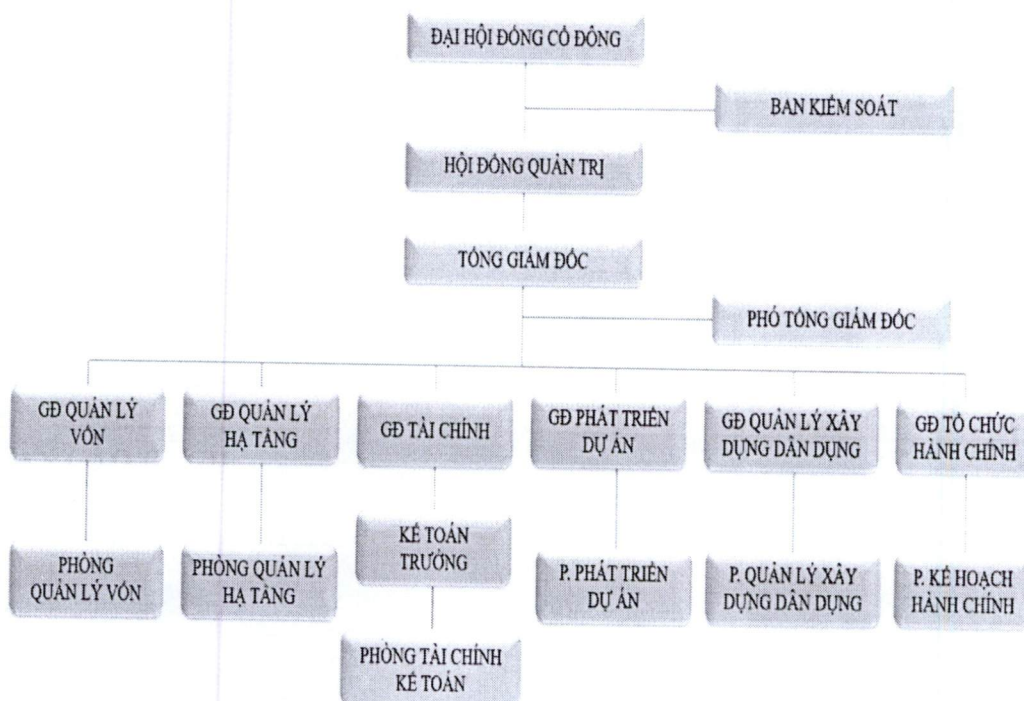 ĐẠI HỘI ĐỒNG CỔ ĐÔNG
BAN KIỂM SOÁT
HỘI ĐỒNG QUẢN TRỊ
TỔNG GIÁM ĐỐC
PHÓ TỔNG GIÁM ĐỐC
GĐ QUẢN LÝ
VỐN
GĐ QUẢN LÝ
HẠ TẦNG
GĐ TÀI CHÍNH
GĐ PHÁT TRIỂN
DỰ ÁN
GĐ QUẢN LÝ XÂY
DỰNG DÂN DỤNG
GĐ TỔ CHỨC
HÀNH CHÍNH
PHÒNG
QUẢN LÝ VỐN
PHÒNG QUẢN LÝ
HẠ TẦNG
KẾ TOÁN
TRƯỞNG
P. PHÁT TRIỂN
DỰ ÁN
P. QUẢN LÝ XÂY
DỰNG DÂN DỤNG
P. KẾ HOẠCH
HÀNH CHÍNH
PHÒNG TÀI CHÍNH
KẾ TOÁN